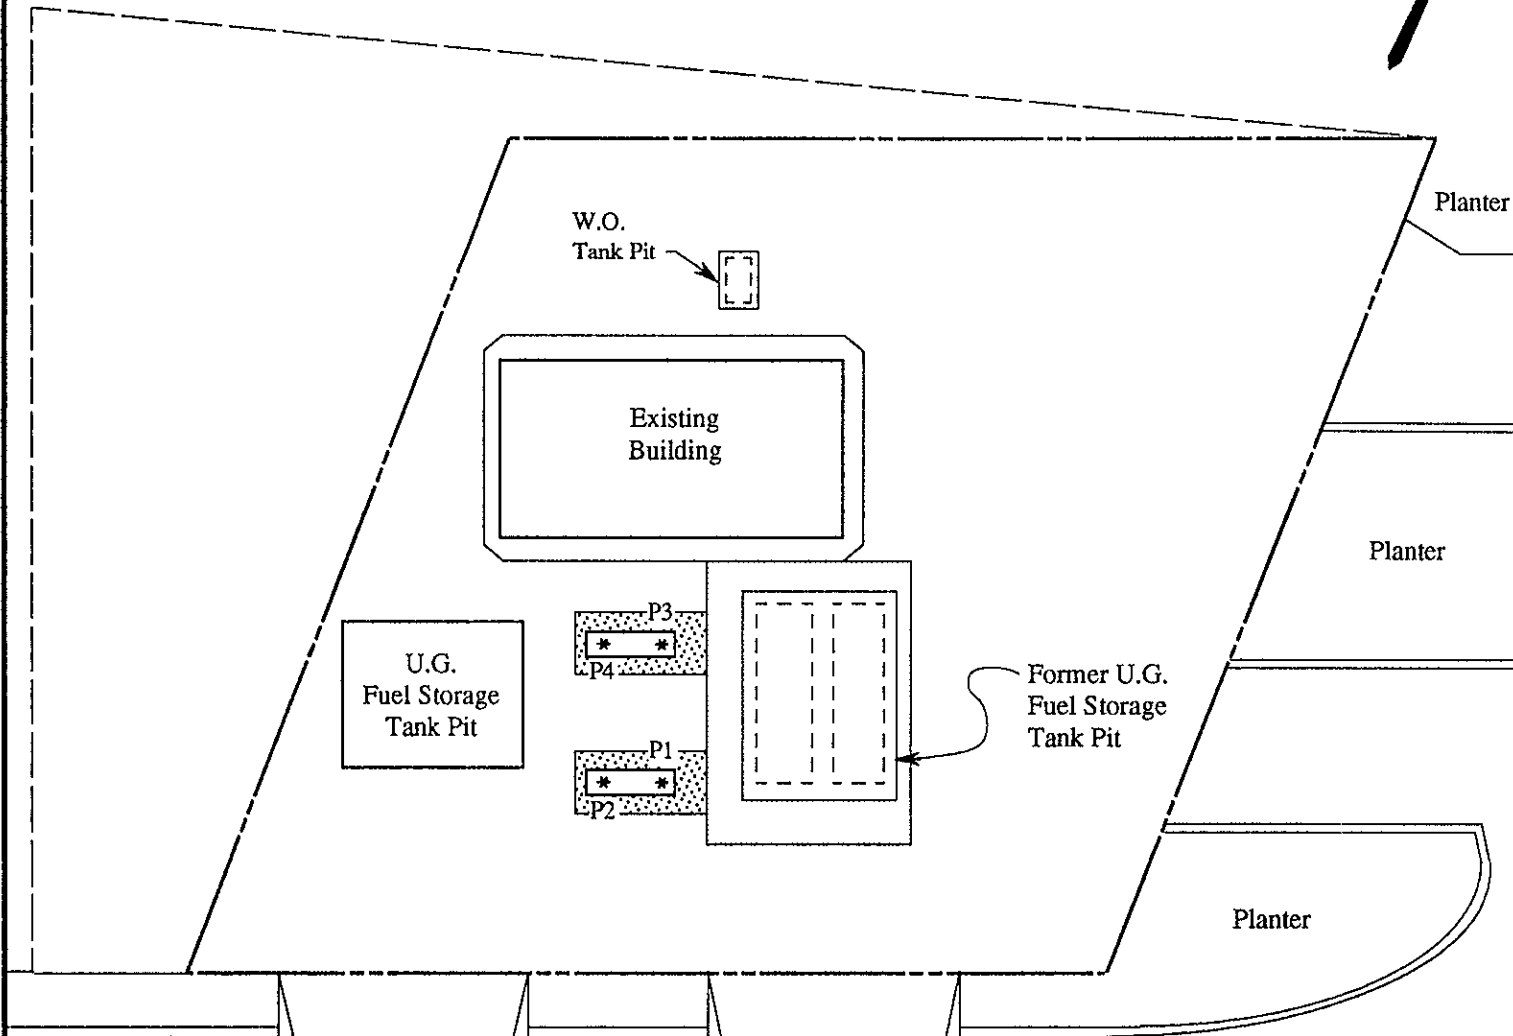 Planter
W.O.
Tank Pit
Existing
Building
Planter
P3
P4
U.G.
Fuel Storage
Tank Pit
Former U.G.
Fuel Storage
Tank Pit
P1
P2
Planter